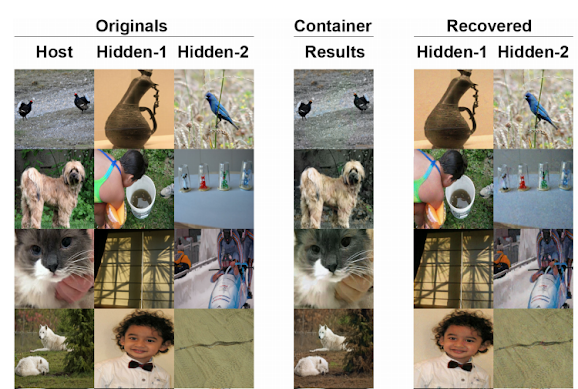 Originals Container Recovered
Host Hidden-1 Hidden-2 Results Hidden-1 Hidden-2